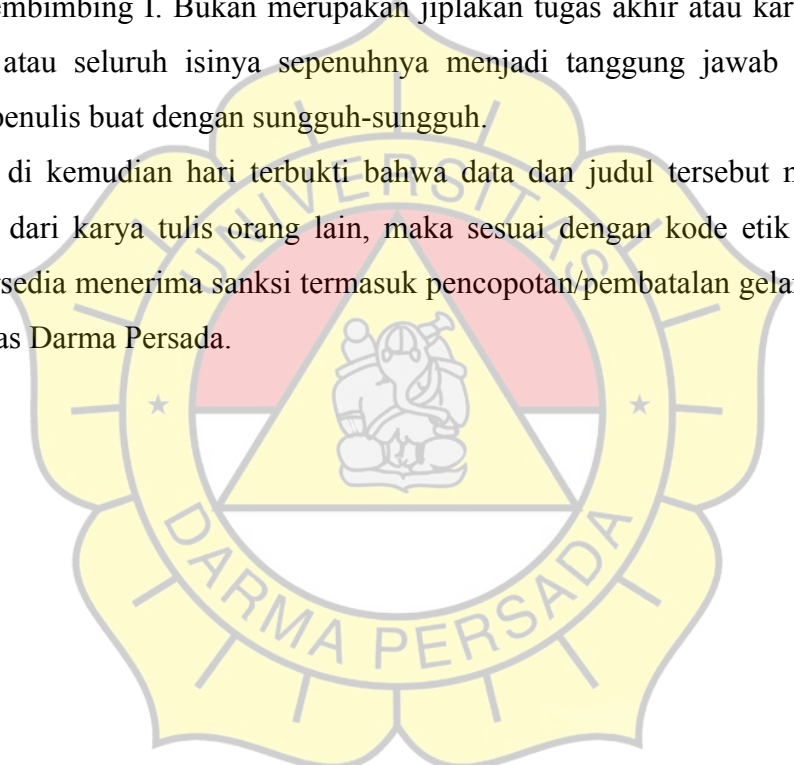 embimbing I. Bukan merupakan jiplakan tugas akhir atau kar
atau seluruh isinya sepenuhnya menjadi tanggung jawab
penulis buat dengan sungguh-sungguh.
di kemudian hari terbukti bahwa data dan judul tersebut m
dari karya tulis orang lain, maka sesuai dengan kode etik
rsedia menerima sanksi termasuk pencopotan/pembatalan gelar
as Darma Persada.
UNIVERSITAS
DARMA PERSADA